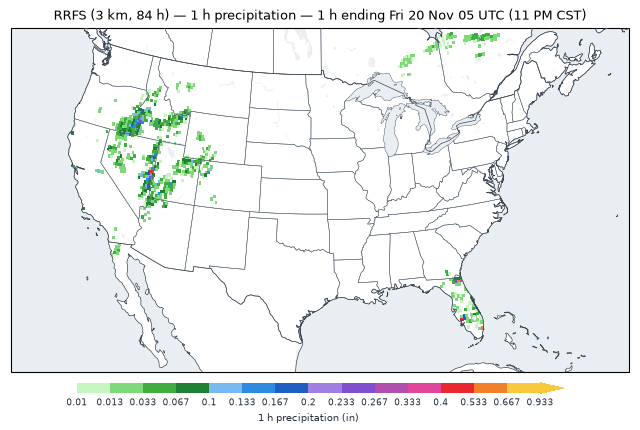 RRFS (3 km, 84 h) — 1 h precipitation — 1 h ending Fri 20 Nov 05 UTC (11 PM CST)
0.01 0.013 0.033 0.067 0.1 0.133 0.167 0.2 0.233 0.267 0.333 0.4 0.533 0.667 0.933
1 h precipitation (in)